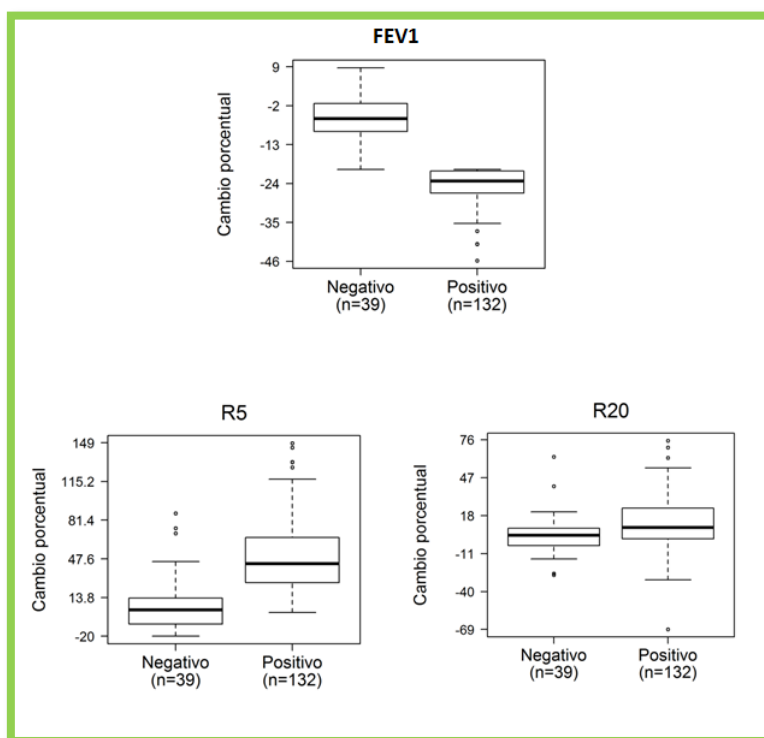 FEV1
Cambio porcentual
9
-2
-13
-24
-35
-46
Negativo
(n=39)
Positivo
(n=132)
R5
Cambio porcentual
149
115.2
81.4
47.6
13.8
-20
Negativo
(n=39)
Positivo
(n=132)
R20
Cambio porcentual
76
47
18
-11
-40
-69
Negativo
(n=39)
Positivo
(n=132)